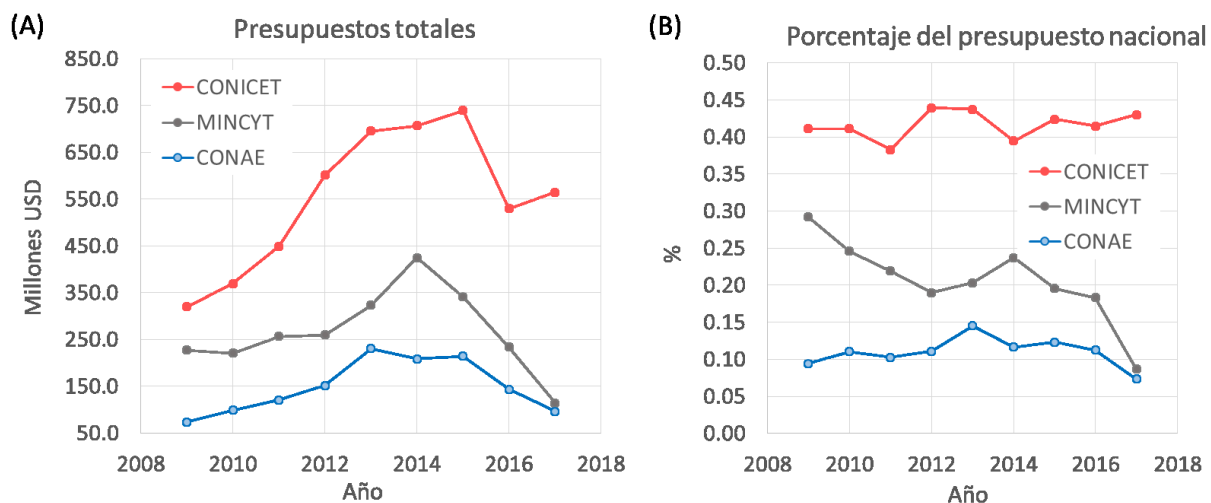 (A)
Presupuestos totales
850.0
750.0
650.0
550.0
450.0
350.0
250.0
150.0
50.0
Millones USD
CONICET
MINCYT
CONAE
2008 2010 2012 2014 2016 2018
Año
(B)
Porcentaje del presupuesto nacional
0.50
0.45
0.40
0.35
0.30
0.25
0.20
0.15
0.10
0.05
0.00
%
CONICET
MINCYT
CONAE
2008 2010 2012 2014 2016 2018
Año